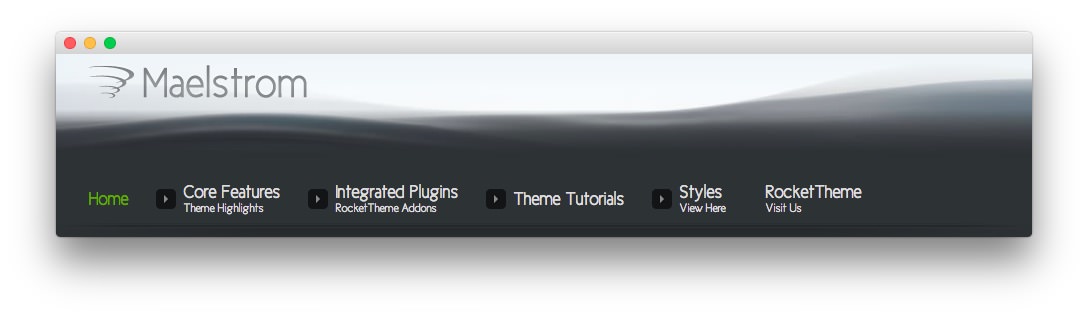 Maelstrom
Home
Core Features
Theme Highlights
Integrated Plugins
RocketTheme Addons
Theme Tutorials
Styles
View Here
RocketTheme
Visit Us